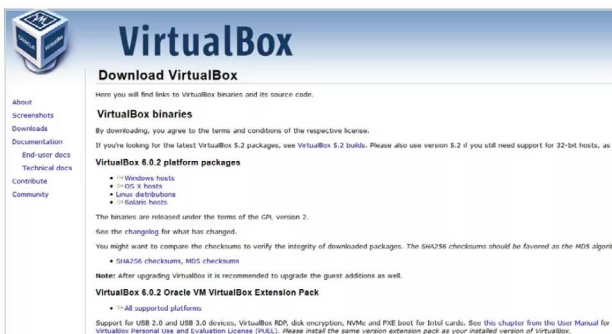 VirtualBox
Download VirtualBox
Here you will find links to VirtualBox binaries and its source code.
VirtualBox binaries
By downloading, you agree to the terms and conditions of the respective license.
If you're looking for the latest VirtualBox 5.2 packages, see VirtualBox 5.2 builds. Please also use version 5.2 if you still need support for 32-bit hosts, as
VirtualBox 6.0.2 platform packages
Windows hosts
OS X hosts
Linux distributions
Solaris hosts
The binaries are released under the terms of the GPL version 2.
See the changelog for what has changed.
You might want to compare the checksums to verify the integrity of downloaded packages. The SHA256 checksums should be favored as the MD5 algorit
SHA256 checksums, MD5 checksums
Note: After upgrading VirtualBox it is recommended to upgrade the guest additions as well.
VirtualBox 6.0.2 Oracle VM VirtualBox Extension Pack
All supported platforms
Support for USB 2.0 and USB 3.0 devices, VirtualBox RDP, disk encryption, NVMe and PXE boot for Intel cards. See this chapter from the User Manual for
VirtualBox Personal Use and Evaluation License (PUEL). Please install the same version extension pack as your installed version of VirtualBox.
About
Screenshots
Downloads
Documentation
End-user docs
Technical docs
Contribute
Community